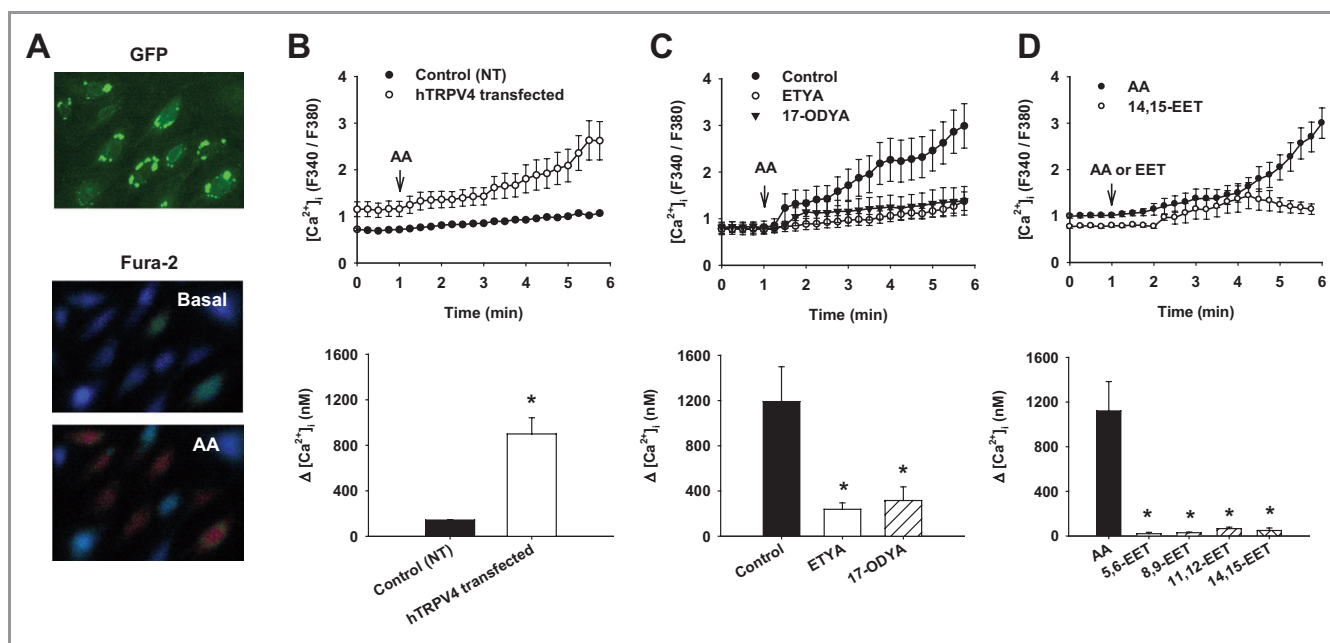 A
GFP
Fura-2
Basal
AA
B
Control (NT)
hTRPV4 transfected
[Ca²⁺]ᵢ (F340 / F380)
4
3
2
1
0
AA
0 1 2 3 4 5 6
Time (min)
Δ [Ca²⁺]ᵢ (nM)
1600
1200
800
400
0
*
Control (NT)
hTRPV4 transfected
C
Control
ETYA
17-ODYA
[Ca²⁺]ᵢ (F340 / F380)
4
3
2
1
0
AA
0 1 2 3 4 5 6
Time (min)
Δ [Ca²⁺]ᵢ (nM)
1600
1200
800
400
0
* *
Control
ETYA
17-ODYA
D
AA
14,15-EET
[Ca²⁺]ᵢ (F340 / F380)
4
3
2
1
0
AA or EET
0 1 2 3 4 5 6
Time (min)
Δ [Ca²⁺]ᵢ (nM)
1600
1200
800
400
0
* * * *
AA
5,6-EET
8,9-EET
11,12-EET
14,15-EET